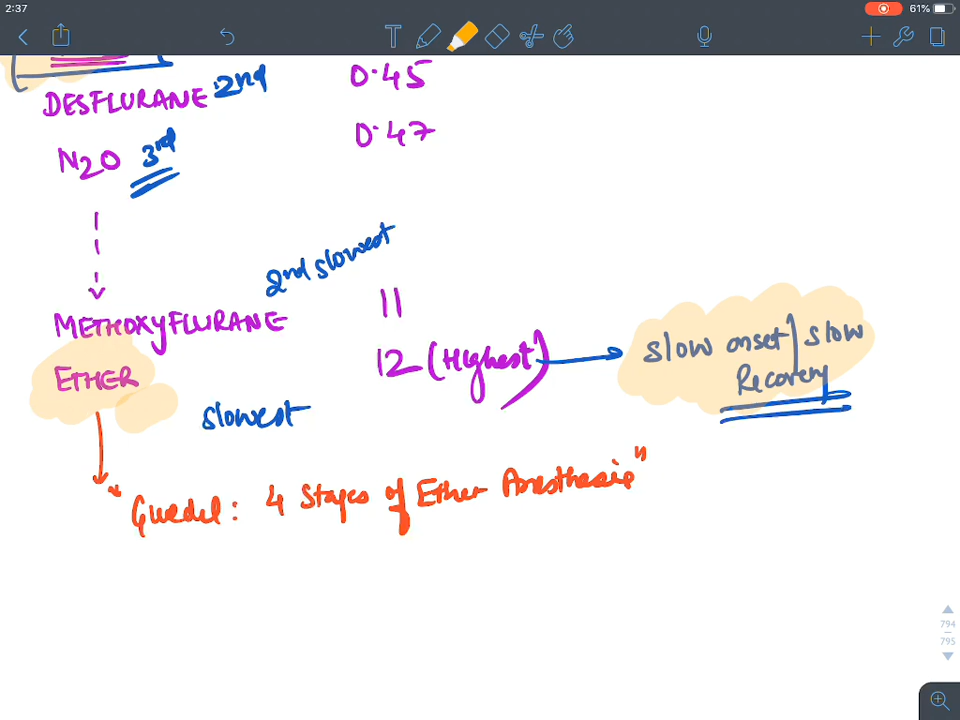 2:37
61%
DESFLURANE 2nd 0.45
N2O 3rd 0.47
2nd slowest
METHOXYFLURANE 11
ETHER 12 (Highest) slow onset / slow
Recovery
slowest
* Guedel: 4 Stages of Ether Anesthesia"
794
795